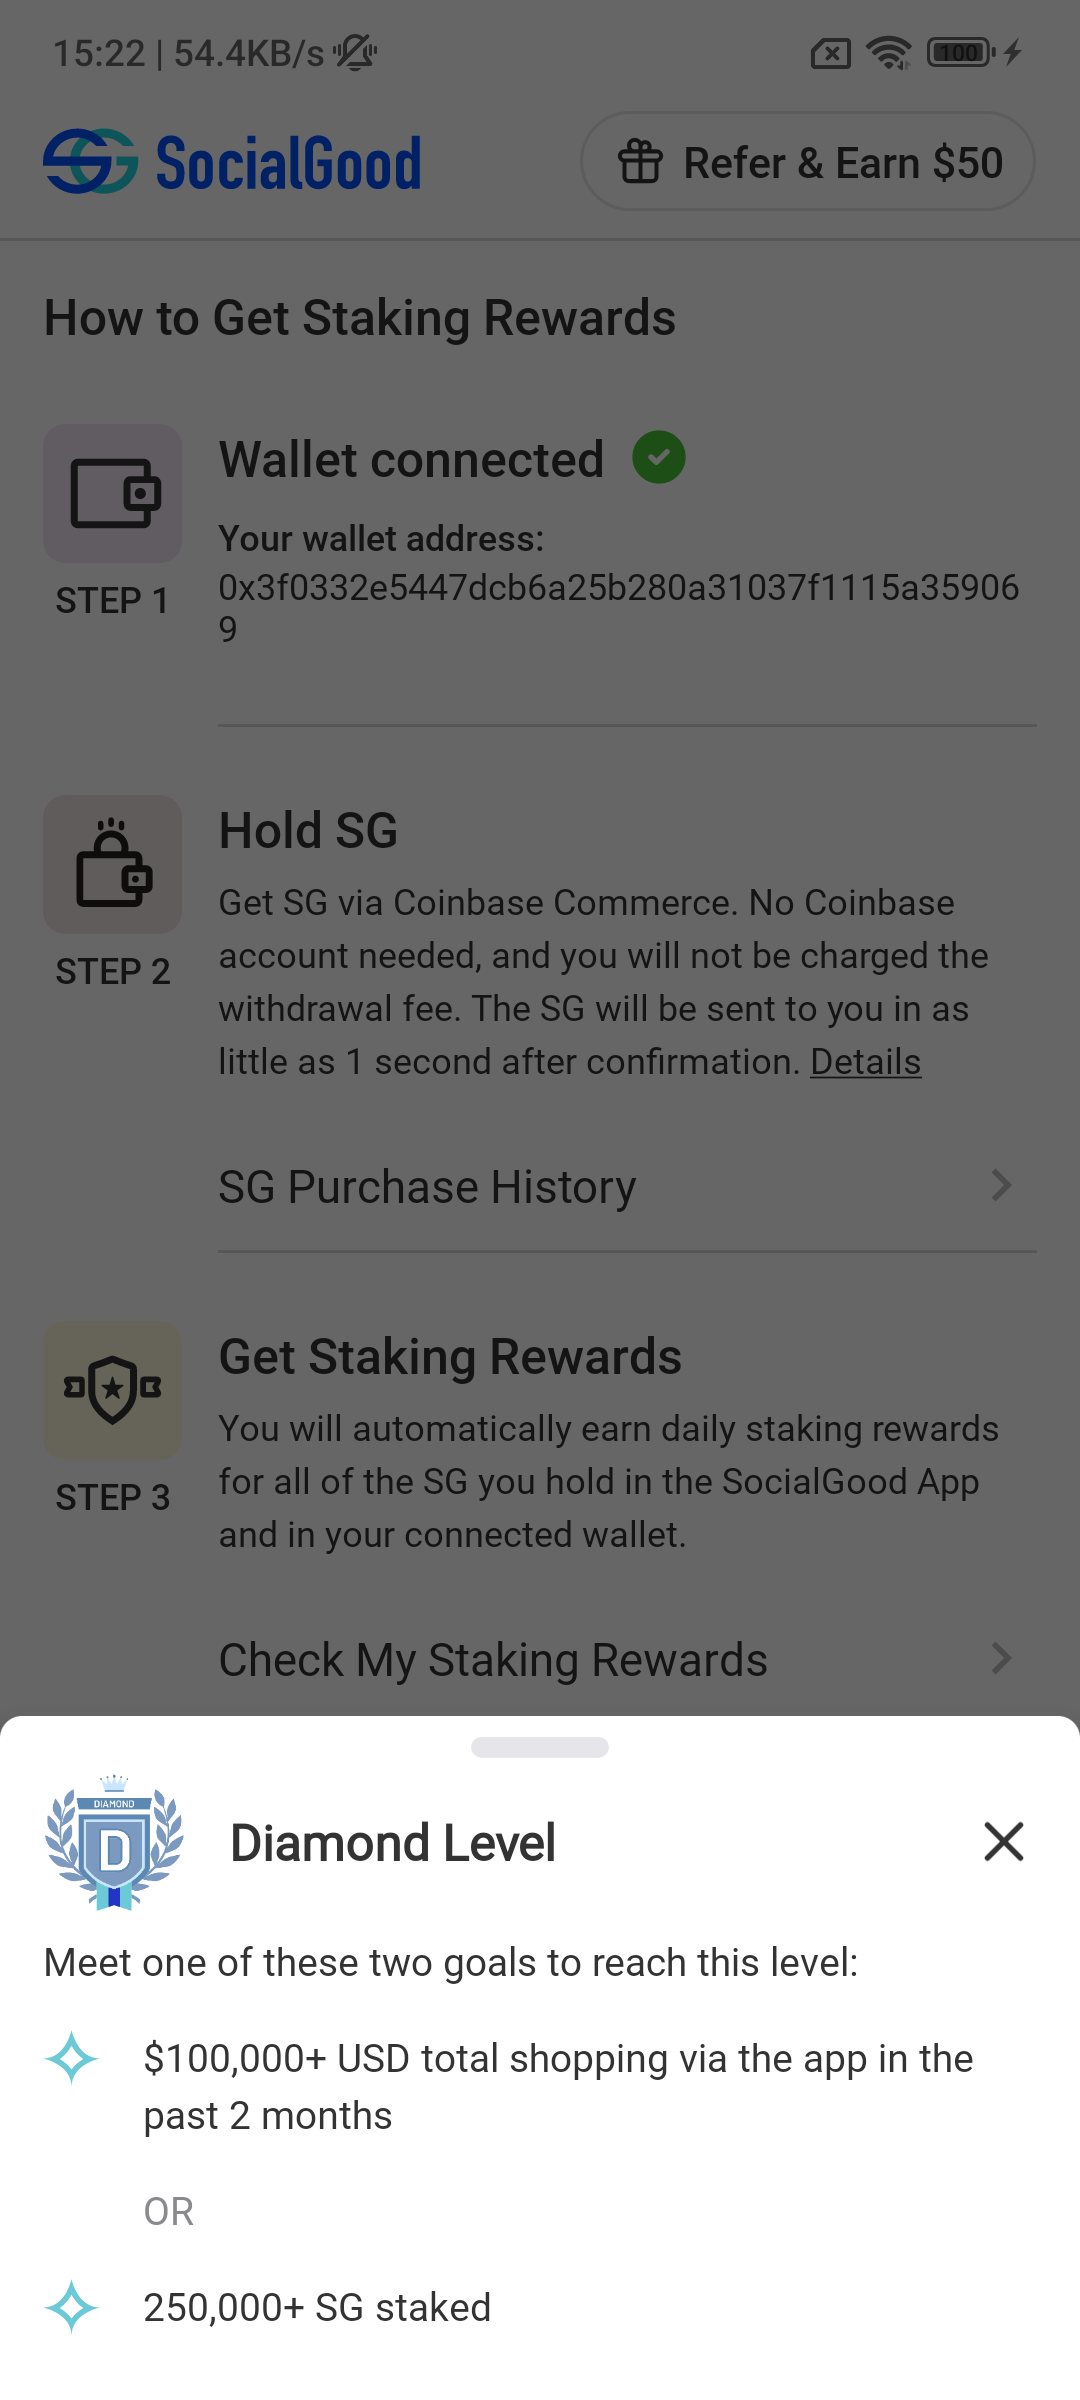 15:22 | 54.4KB/s
100
SocialGood
Refer & Earn $50
How to Get Staking Rewards
Wallet connected
Your wallet address:
0x3f0332e5447dcb6a25b280a31037f1115a35906
9
STEP 1
Hold SG
Get SG via Coinbase Commerce. No Coinbase
account needed, and you will not be charged the
withdrawal fee. The SG will be sent to you in as
little as 1 second after confirmation. Details
STEP 2
SG Purchase History
Get Staking Rewards
You will automatically earn daily staking rewards
for all of the SG you hold in the SocialGood App
and in your connected wallet.
STEP 3
Check My Staking Rewards
DIAMOND
D
Diamond Level
Meet one of these two goals to reach this level:
$100,000+ USD total shopping via the app in the
past 2 months
OR
250,000+ SG staked